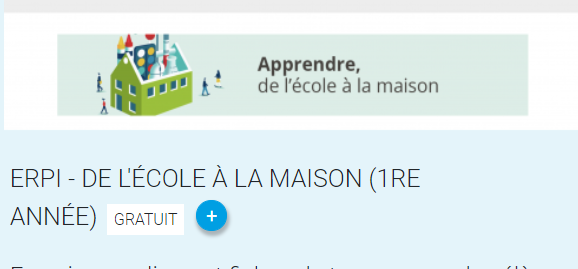 Apprendre,
de l'école à la maison
ERPI - DE L'ÉCOLE À LA MAISON (1RE
ANNÉE) GRATUIT +